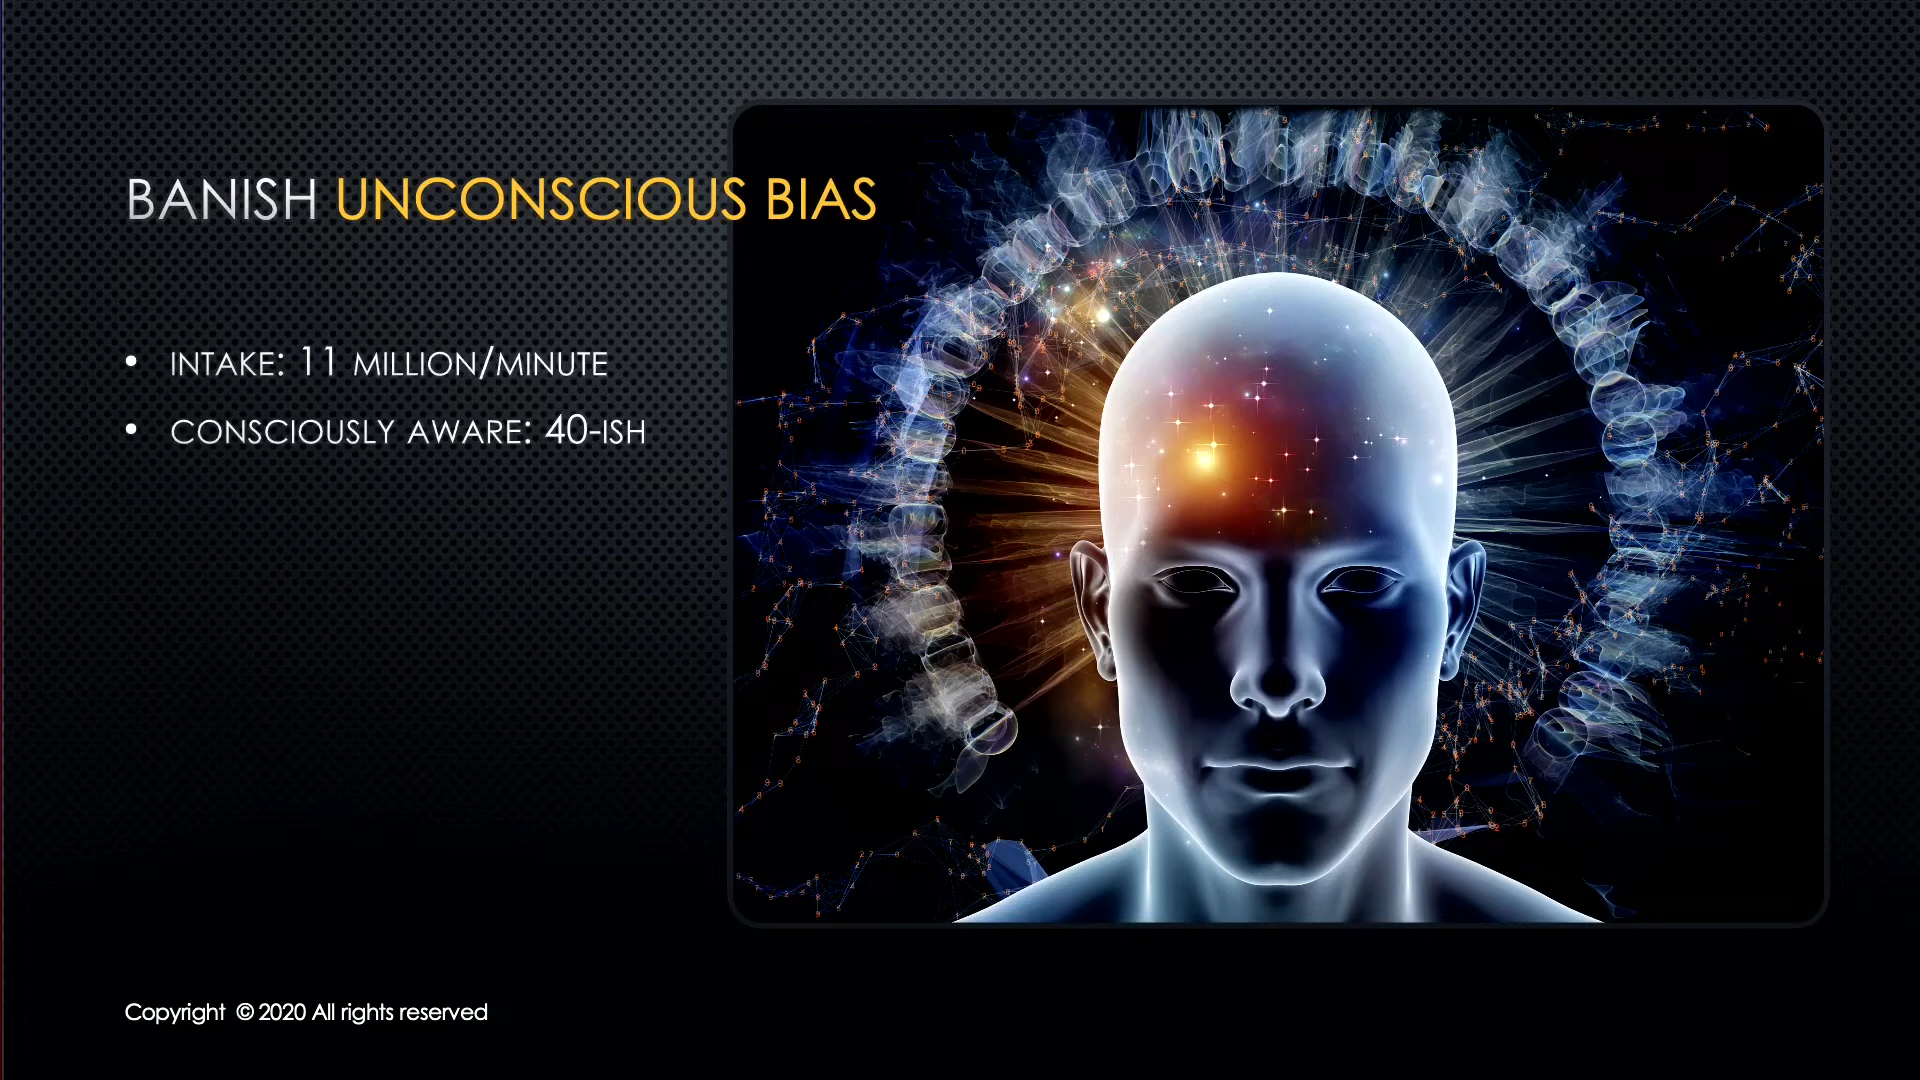 BANISH UNCONSCIOUS BIAS
• INTAKE: 11 MILLION/MINUTE
• CONSCIOUSLY AWARE: 40-ISH
Copyright © 2020 All rights reserved